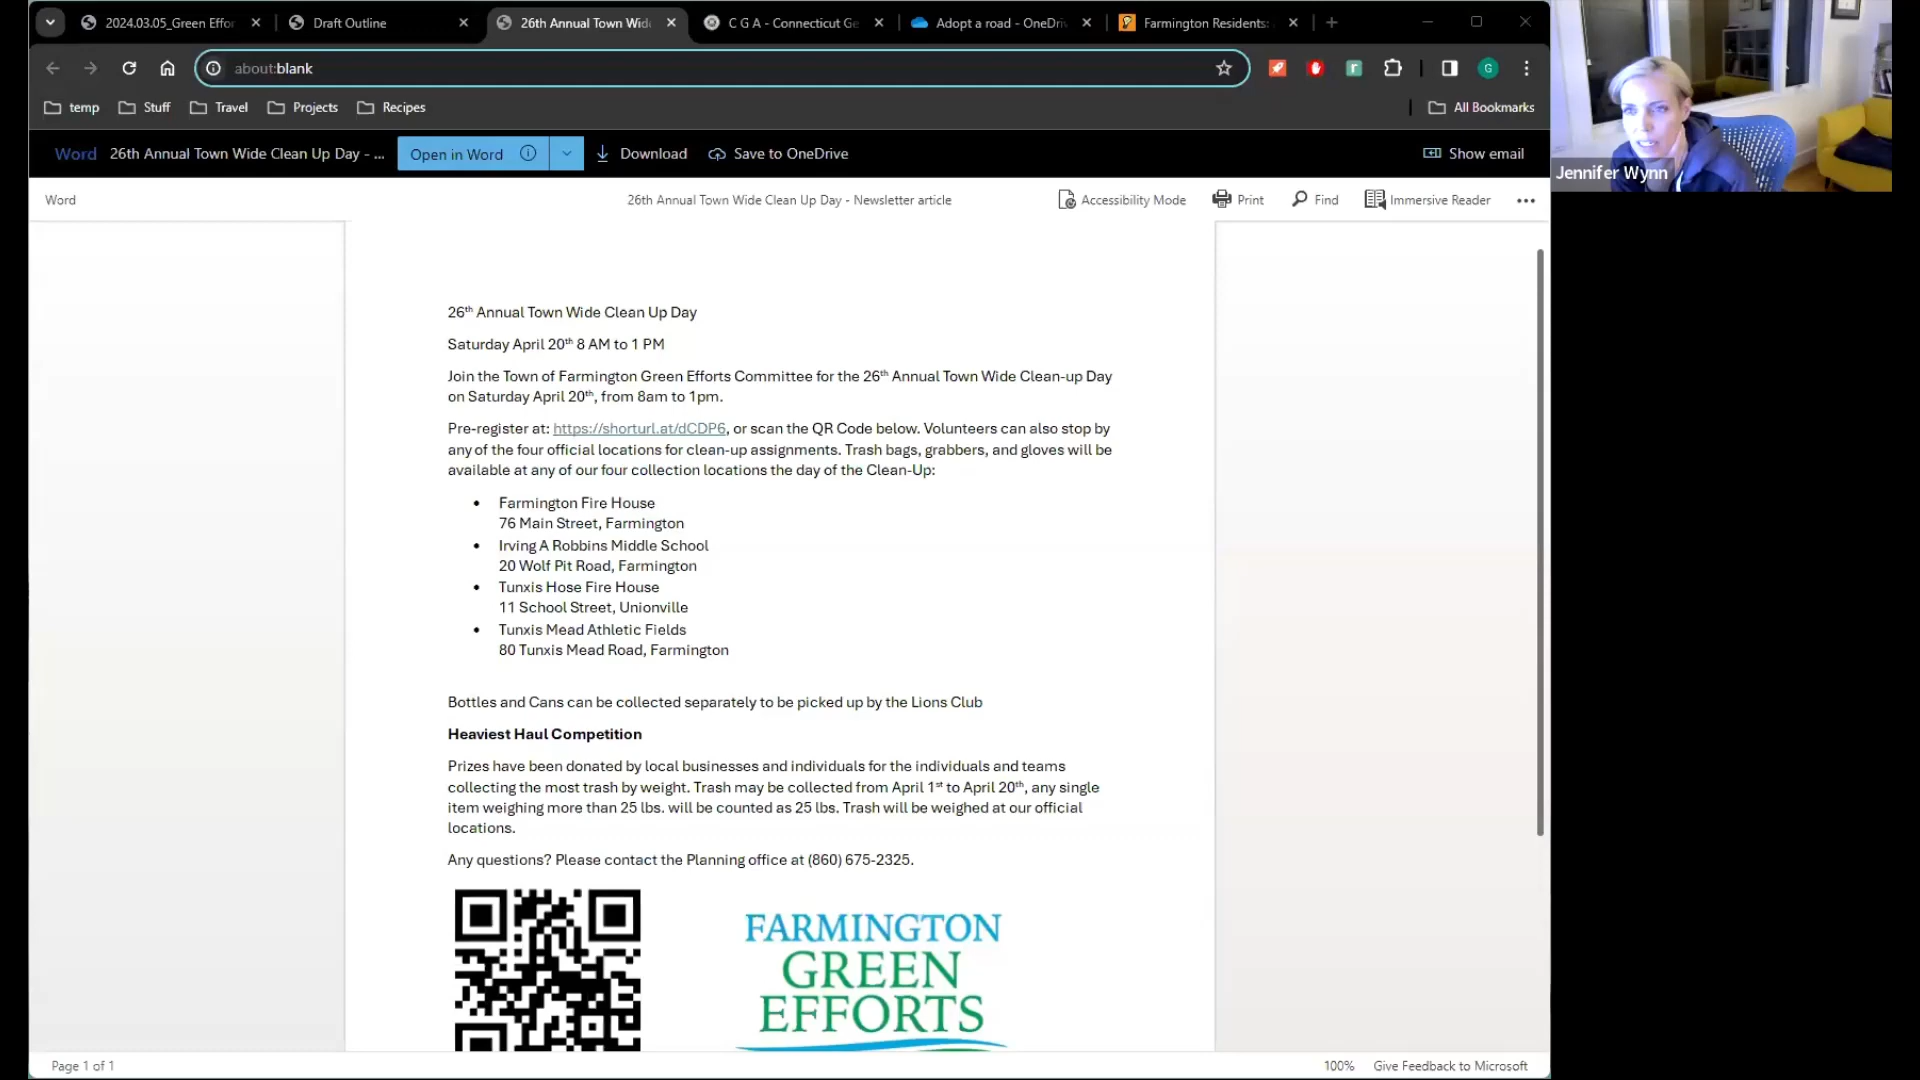 2024.03.05_Green Effor
Draft Outline
26th Annual Town Wid
C G A - Connecticut Ge
Adopt a road - OneDri
Farmington Residents:
about:blank
G
temp
Stuff
Travel
Projects
Recipes
All Bookmarks
Word
26th Annual Town Wide Clean Up Day - ...
Open in Word
Download
Save to OneDrive
Show email
Jennifer Wynn
Word
26th Annual Town Wide Clean Up Day - Newsletter article
Accessibility Mode
Print
Find
Immersive Reader
26th Annual Town Wide Clean Up Day
Saturday April 20th 8 AM to 1 PM
Join the Town of Farmington Green Efforts Committee for the 26th Annual Town Wide Clean-up Day
on Saturday April 20th, from 8am to 1pm.
Pre-register at: https://shorturl.at/dCDP6, or scan the QR Code below. Volunteers can also stop by
any of the four official locations for clean-up assignments. Trash bags, grabbers, and gloves will be
available at any of our four collection locations the day of the Clean-Up:
• Farmington Fire House
76 Main Street, Farmington
• Irving A Robbins Middle School
20 Wolf Pit Road, Farmington
• Tunxis Hose Fire House
11 School Street, Unionville
• Tunxis Mead Athletic Fields
80 Tunxis Mead Road, Farmington
Bottles and Cans can be collected separately to be picked up by the Lions Club
Heaviest Haul Competition
Prizes have been donated by local businesses and individuals for the individuals and teams
collecting the most trash by weight. Trash may be collected from April 1st to April 20th, any single
item weighing more than 25 lbs. will be counted as 25 lbs. Trash will be weighed at our official
locations.
Any questions? Please contact the Planning office at (860) 675-2325.
FARMINGTON
GREEN
EFFORTS
Page 1 of 1
100%
Give Feedback to Microsoft